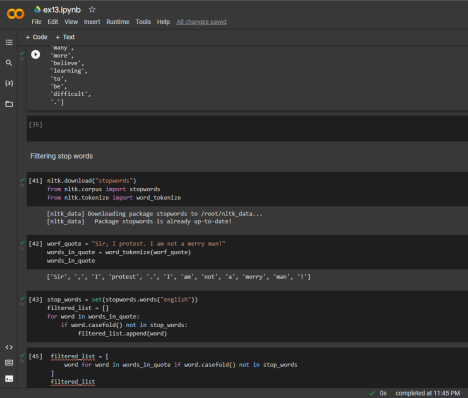 ex13.ipynb
File Edit View Insert Runtime Tools Help All changes saved
+ Code + Text
'many',
'more',
'believe',
'learning',
'to',
'be',
'difficult',
'.']
[35]
Filtering stop words
[41] nltk.download("stopwords")
from nltk.corpus import stopwords
from nltk.tokenize import word_tokenize
[nltk_data] Downloading package stopwords to /root/nltk_data...
[nltk_data] Package stopwords is already up-to-date!
[42] worf_quote = "Sir, I protest. I am not a merry man!"
words_in_quote = word_tokenize(worf_quote)
words_in_quote
['Sir', ',', 'I', 'protest', '.', 'I', 'am', 'not', 'a', 'merry', 'man', '!']
[43] stop_words = set(stopwords.words("english"))
filtered_list = []
for word in words_in_quote:
if word.casefold() not in stop_words:
filtered_list.append(word)
[45] filtered_list = [
word for word in words_in_quote if word.casefold() not in stop_words
]
filtered_list
0s completed at 11:45 PM